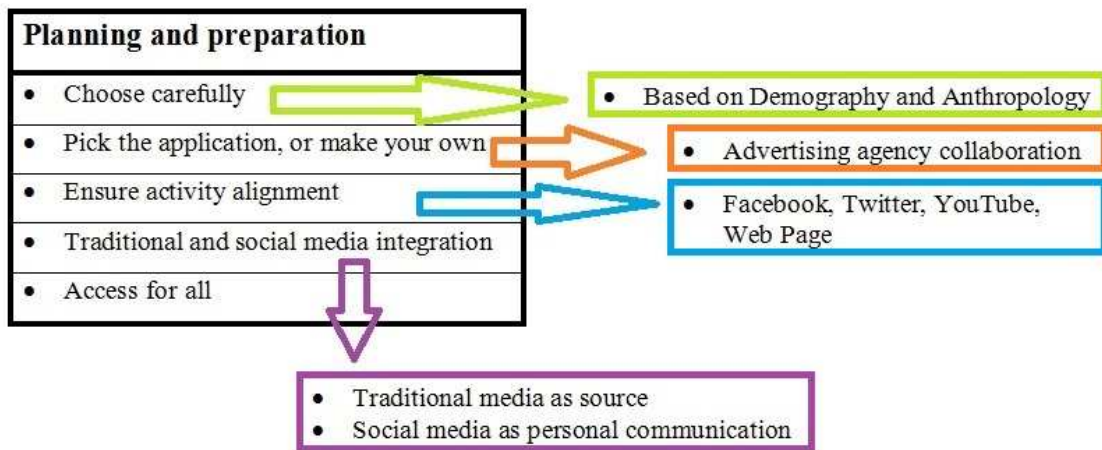 Planning and preparation
• Choose carefully
• Based on Demography and Anthropology
• Pick the application, or make your own
• Advertising agency collaboration
• Ensure activity alignment
• Facebook, Twitter, YouTube,
Web Page
• Traditional and social media integration
• Access for all
• Traditional media as source
• Social media as personal communication